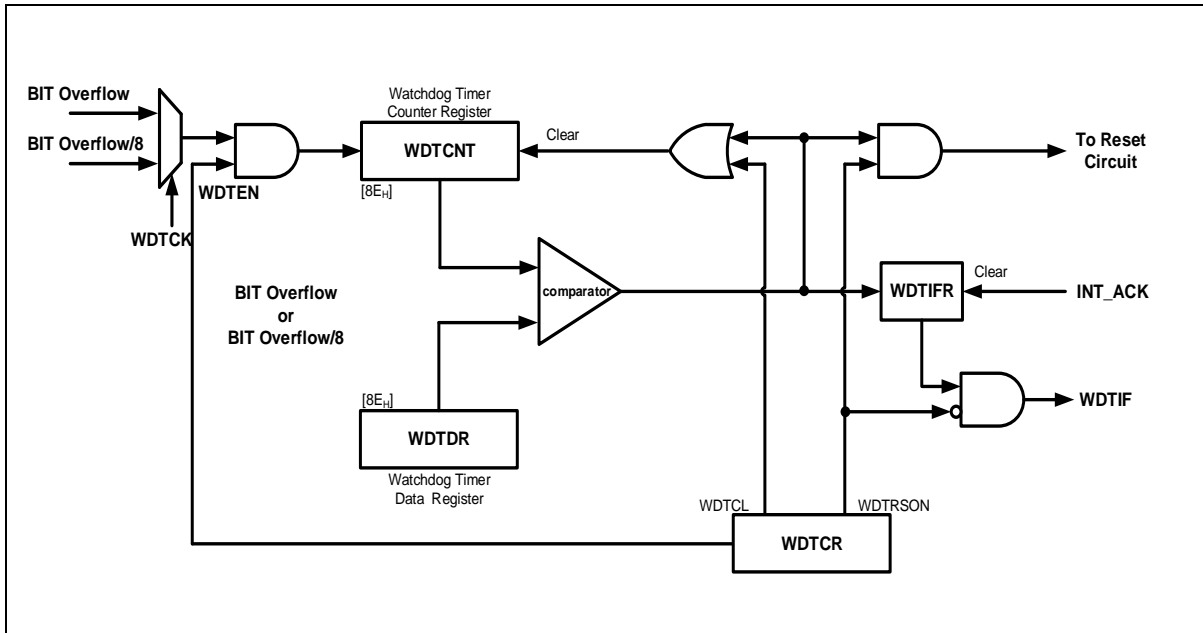 BIT Overflow
BIT Overflow/8
WDTCK
WDTEN
Watchdog Timer
Counter Register
WDTCNT
[8EH]
Clear
To Reset
Circuit
BIT Overflow
or
BIT Overflow/8
comparator
WDTIFR
Clear
INT_ACK
WDTIF
[8EH]
WDTDR
Watchdog Timer
Data Register
WDTCL
WDTRSON
WDTCR